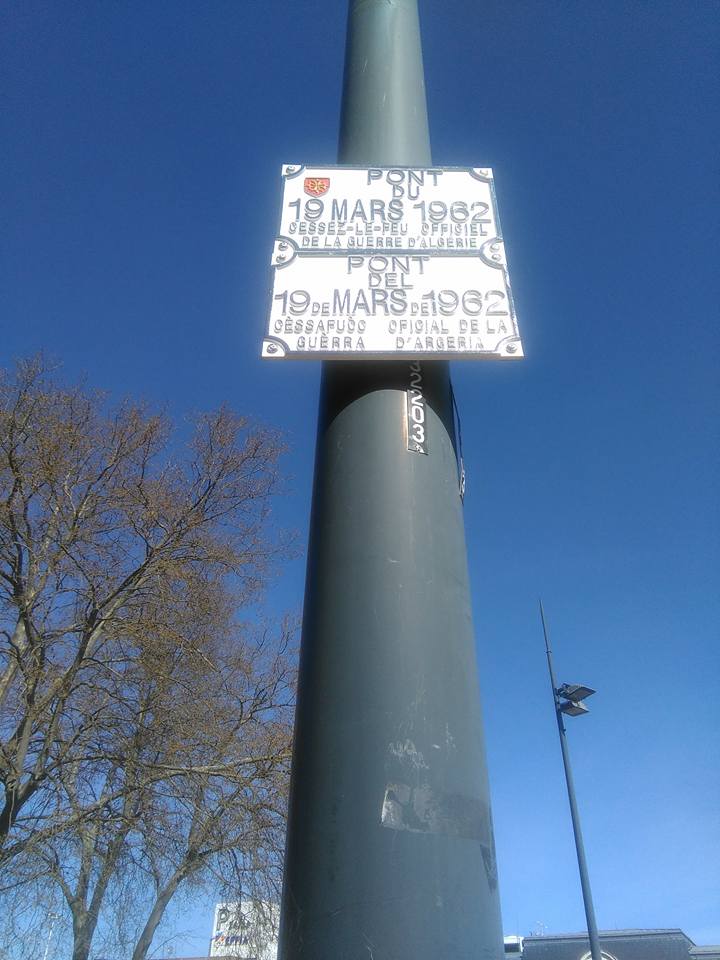 PONT
DU
19 MARS 1962
CESSEZ-LE-FEU OFFICIEL
DE LA GUERRE D'ALGERIE
PONT
DEL
19 DE MARS DE 1962
CÈSSAFUÒC OFICIAL DE LA
GUÈRRA D'ARGERIA
P